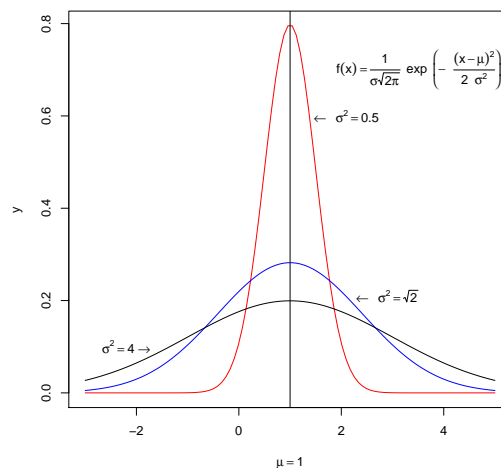 0.8
0.6
0.4
0.2
0.0
y
f(x) = 1/(σ√2π) exp (− (x−μ)²/(2 σ²))
← σ² = 0.5
← σ² = √2
σ² = 4 →
−2 0 2 4
μ = 1